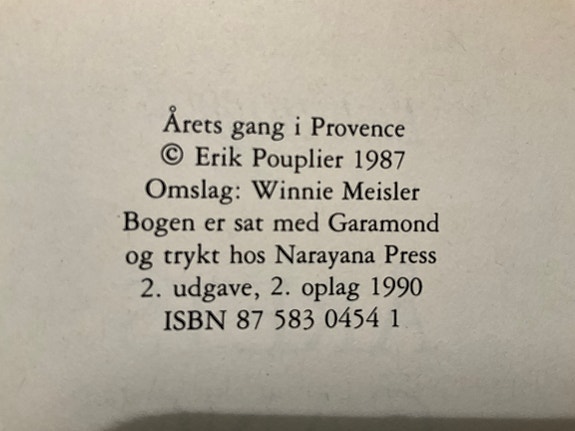 Årets gang i Provence
© Erik Pouplier 1987
Omslag: Winnie Meisler
Bogen er sat med Garamond
og trykt hos Narayana Press
2. udgave, 2. oplag 1990
ISBN 87 583 0454 1